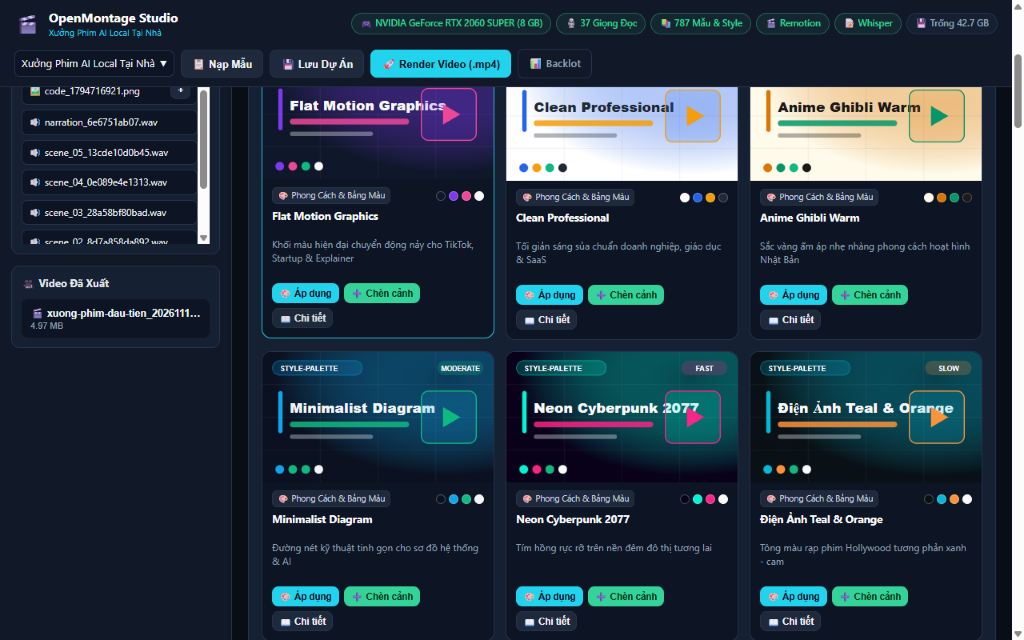 OpenMontage Studio
Xưởng Phim AI Local Tại Nhà
NVIDIA GeForce RTX 2060 SUPER (8 GB)
37 Giọng Đọc
787 Mẫu & Style
Remotion
Whisper
Trống 42.7 GB
Xưởng Phim AI Local Tại Nhà ▼
Nạp Mẫu
Lưu Dự Án
Render Video (.mp4)
Backlot
code_1794716921.png
narration_6e6751ab07.wav
scene_05_13cde10d0b45.wav
scene_04_0e089e4e1313.wav
scene_03_28a58bf80bad.wav
scene_02_8d7a858da892.wav
Video Đã Xuất
xuong-phim-dau-tien_2026111...
4.97 MB
Flat Motion Graphics
Phong Cách & Bảng Màu
Flat Motion Graphics
Khối màu hiện đại chuyển động nảy cho TikTok,
Startup & Explainer
Áp dụng
Chèn cảnh
Chi tiết
Clean Professional
Phong Cách & Bảng Màu
Clean Professional
Tối giản sáng sủa chuẩn doanh nghiệp, giáo dục
& SaaS
Áp dụng
Chèn cảnh
Chi tiết
Anime Ghibli Warm
Phong Cách & Bảng Màu
Anime Ghibli Warm
Sắc vàng ấm áp nhẹ nhàng phong cách hoạt hình
Nhật Bản
Áp dụng
Chèn cảnh
Chi tiết
STYLE-PALETTE
MODERATE
Minimalist Diagram
Phong Cách & Bảng Màu
Minimalist Diagram
Đường nét kỹ thuật tinh gọn cho sơ đồ hệ thống
& AI
Áp dụng
Chèn cảnh
Chi tiết
STYLE-PALETTE
FAST
Neon Cyberpunk 2077
Phong Cách & Bảng Màu
Neon Cyberpunk 2077
Tím hồng rực rỡ trên nền đêm đô thị tương lai
Áp dụng
Chèn cảnh
Chi tiết
STYLE-PALETTE
SLOW
Điện Ảnh Teal & Orange
Phong Cách & Bảng Màu
Điện Ảnh Teal & Orange
Tông màu rạp phim Hollywood tương phản xanh
- cam
Áp dụng
Chèn cảnh
Chi tiết